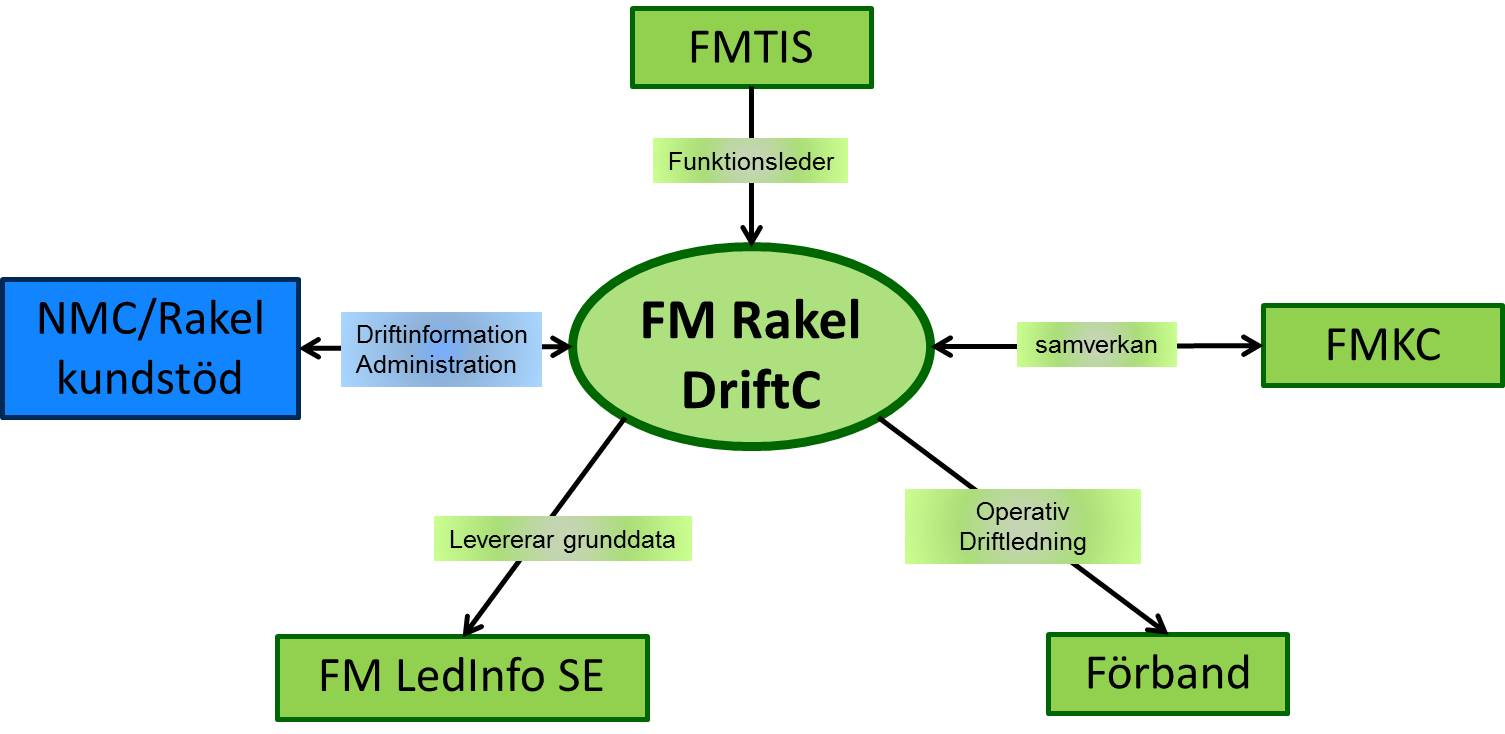 FMTIS
Funktionsleder
NMC/Rakel
kundstöd
Driftinformation
Administration
FM Rakel
DriftC
samverkan
FMKC
Levererar grunddata
Operativ
Driftledning
FM LedInfo SE
Förband